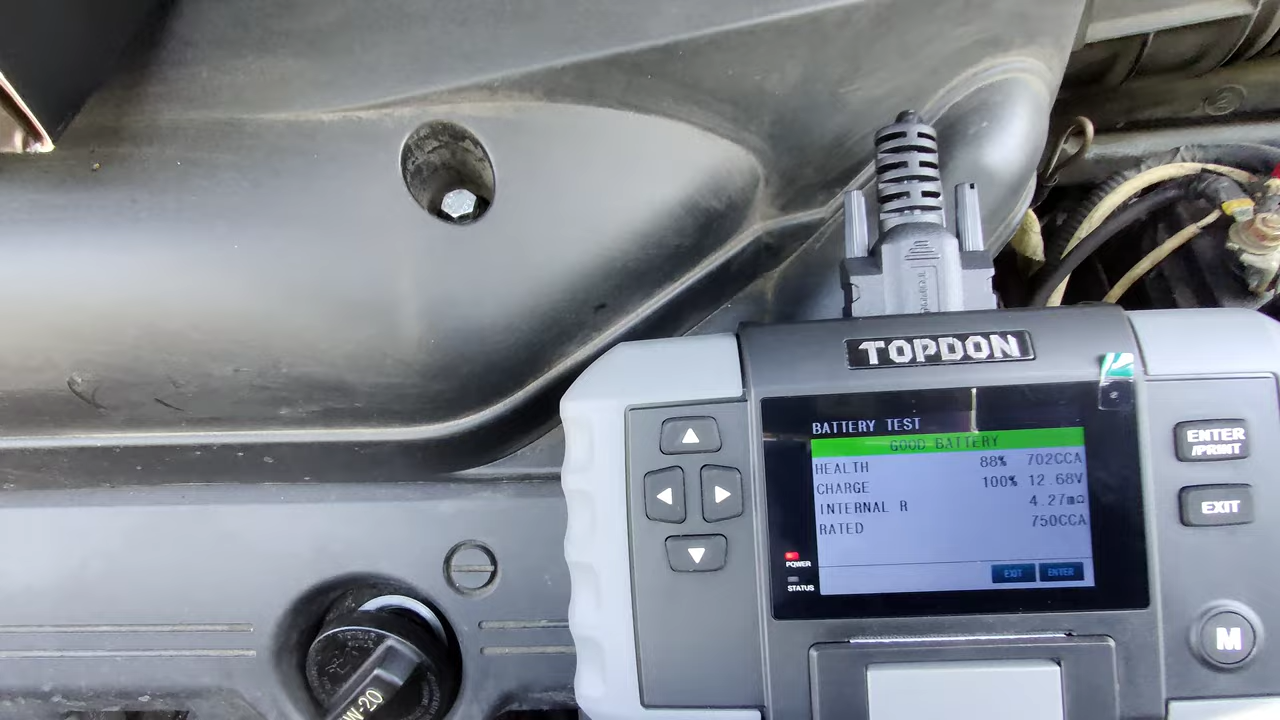 TOPDON
BATTERY TEST
GOOD BATTERY
HEALTH 88% 702CCA
CHARGE 100% 12.68V
INTERNAL R 4.27mΩ
RATED 750CCA
EXIT ENTER
POWER
STATUS
ENTER
/PRINT
EXIT
M
W-20